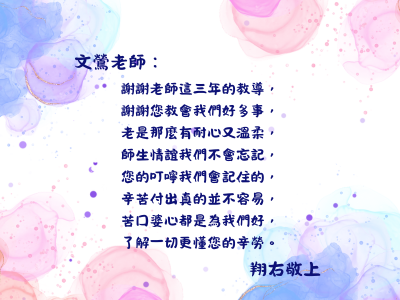 文鶯老師：
謝謝老師這三年的教導，
謝謝您教會我們好多事，
老是那麼有耐心又溫柔，
師生情誼我們不會忘記，
您的叮嚀我們會記住的，
辛苦付出真的並不容易，
苦口婆心都是為我們好，
了解一切更懂您的辛勞。
翔右敬上